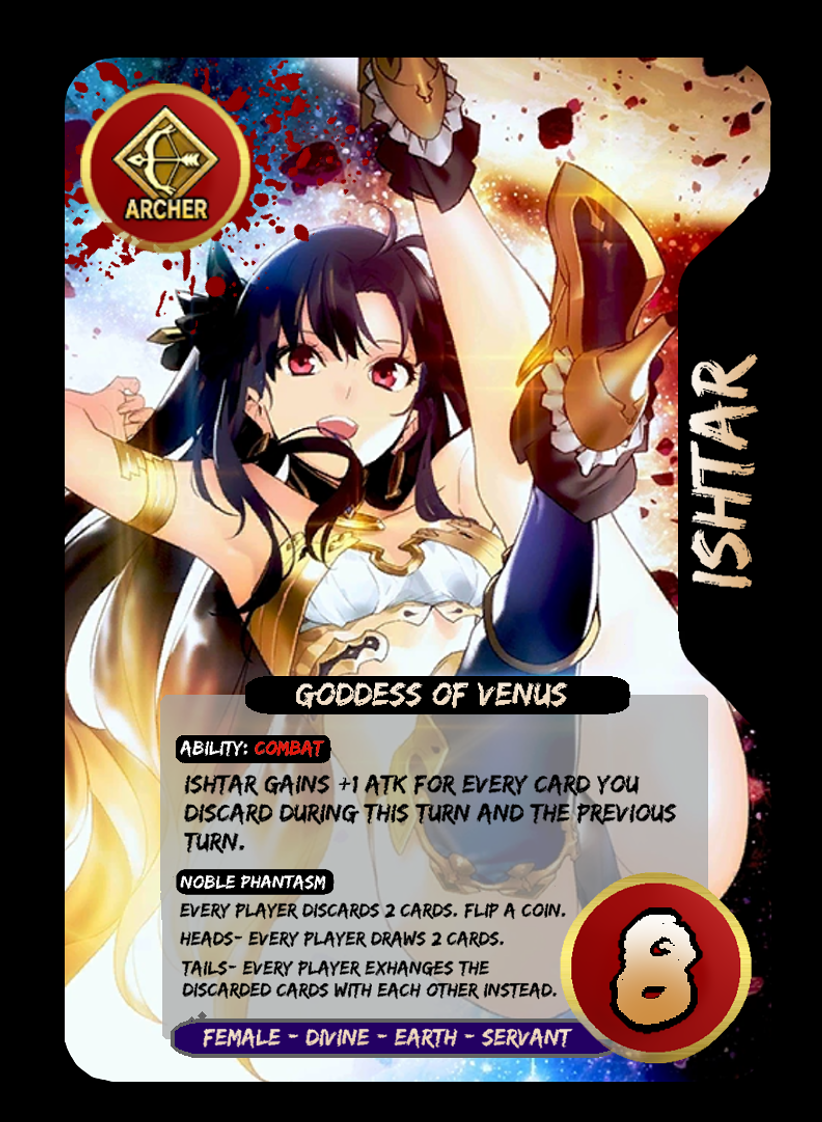 ARCHER
ISHTAR
GODDESS OF VENUS
ABILITY: COMBAT
ISHTAR GAINS +1 ATK FOR EVERY CARD YOU
DISCARD DURING THIS TURN AND THE PREVIOUS
TURN.
NOBLE PHANTASM
EVERY PLAYER DISCARDS 2 CARDS. FLIP A COIN.
HEADS- EVERY PLAYER DRAWS 2 CARDS.
TAILS- EVERY PLAYER EXHANGES THE
DISCARDED CARDS WITH EACH OTHER INSTEAD.
8
FEMALE - DIVINE - EARTH - SERVANT